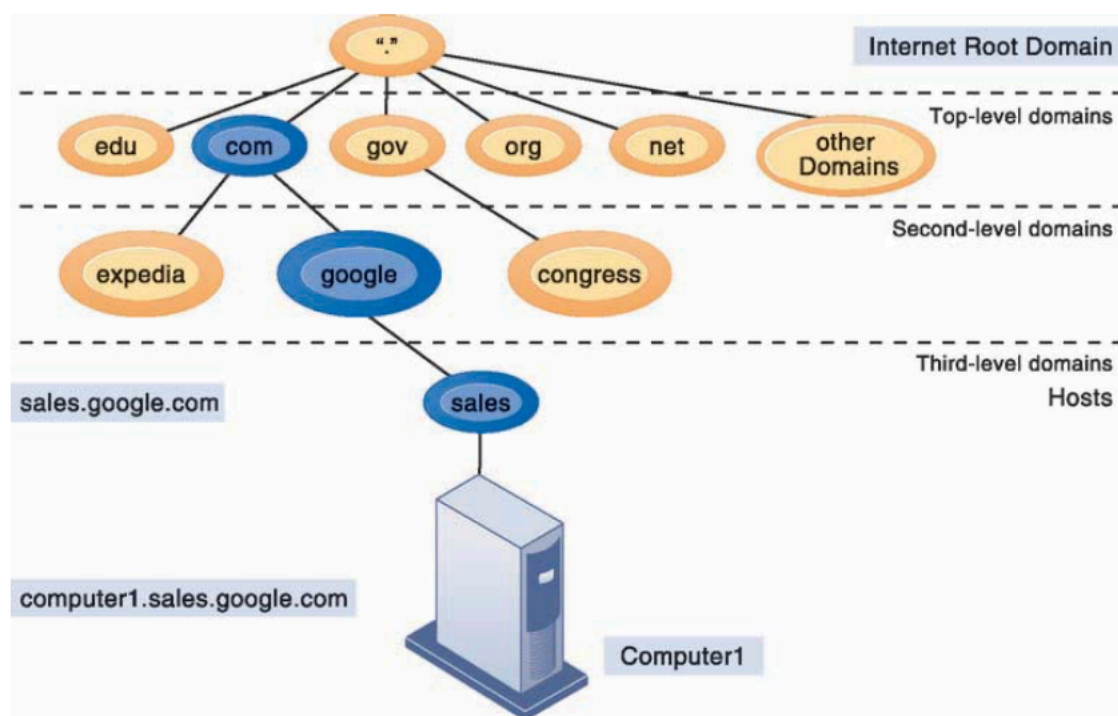 “.”
Internet Root Domain
Top-level domains
edu
com
gov
org
net
other
Domains
Second-level domains
expedia
google
congress
Third-level domains
Hosts
sales.google.com
sales
computer1.sales.google.com
Computer1